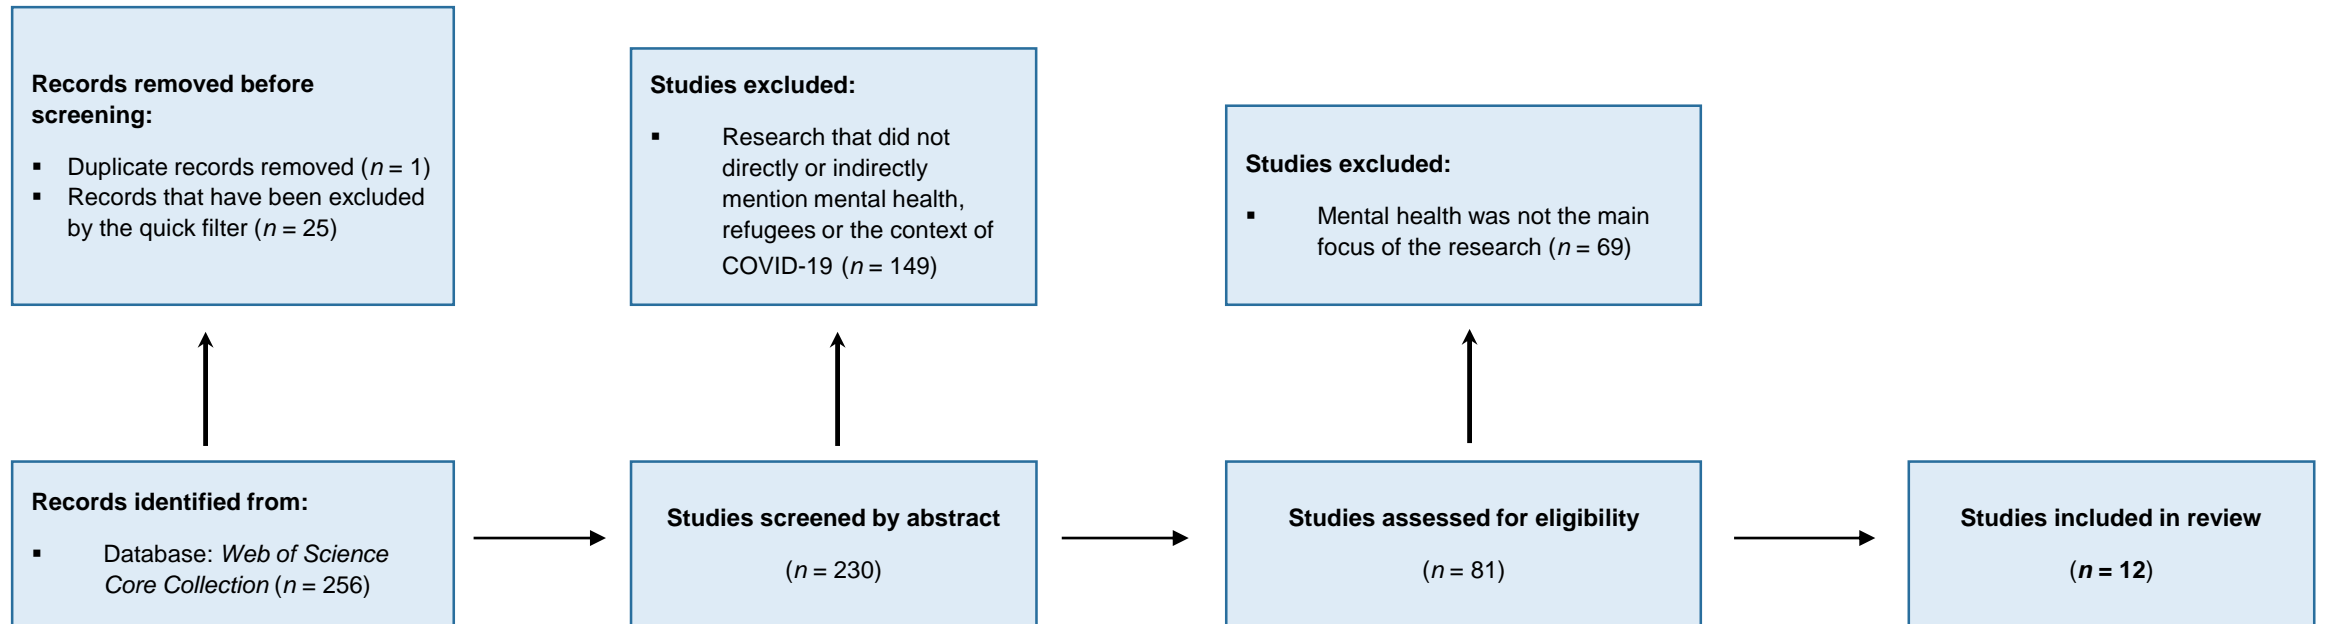 Records removed before
screening:
▪ Duplicate records removed (n = 1)
▪ Records that have been excluded
by the quick filter (n = 25)
Studies excluded:
▪ Research that did not
directly or indirectly
mention mental health,
refugees or the context of
COVID-19 (n = 149)
Studies excluded:
▪ Mental health was not the main
focus of the research (n = 69)
Records identified from:
▪ Database: Web of Science
Core Collection (n = 256)
Studies screened by abstract
(n = 230)
Studies assessed for eligibility
(n = 81)
Studies included in review
(n = 12)